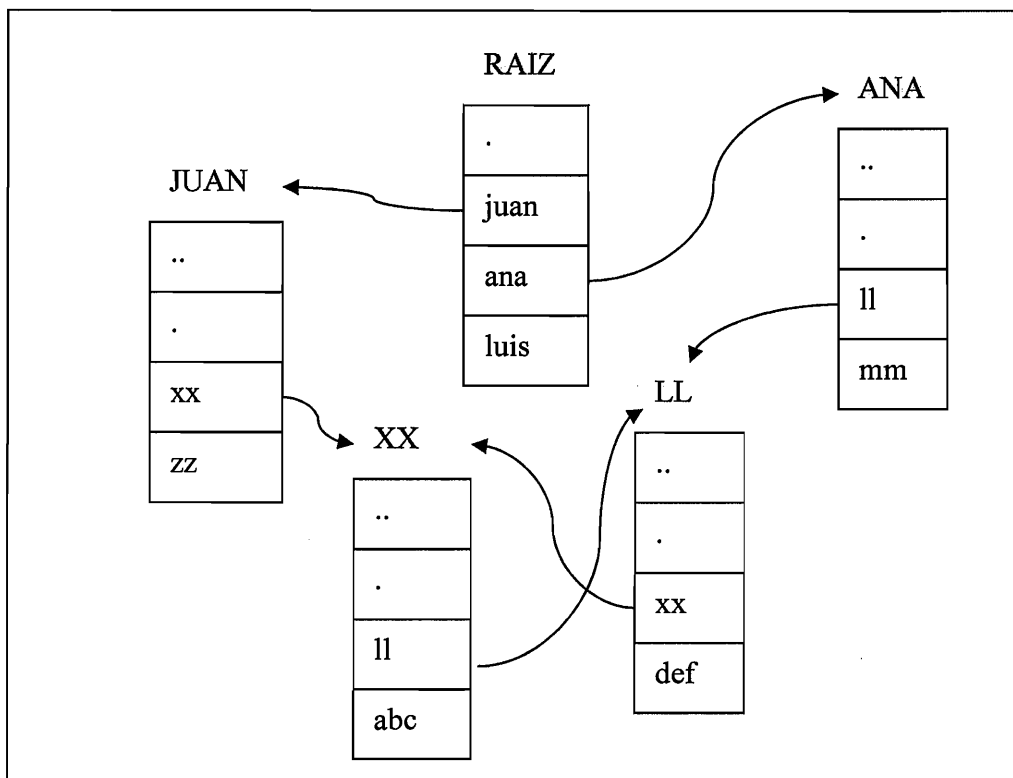 RAIZ
.
juan
ana
luis
ANA
..
.
ll
mm
JUAN
..
.
xx
zz
XX
..
.
ll
abc
LL
..
.
xx
def